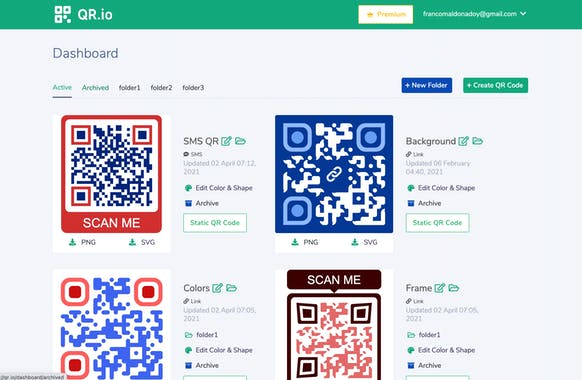 QR.io
Premium
francomaldonadoy@gmail.com
Dashboard
Active
Archived
folder1
folder2
folder3
+ New Folder
+ Create QR Code
SCAN ME
PNG
SVG
SMS QR
SMS
Updated 02 April 07:12,
2021
Edit Color & Shape
Archive
Static QR Code
PNG
SVG
Background
Link
Updated 06 February
04:40, 2021
Edit Color & Shape
Archive
Static QR Code
Colors
Link
Updated 02 April 07:05,
2021
folder1
Edit Color & Shape
Archive
SCAN ME
Frame
Link
Updated 02 April 07:05,
2021
folder1
Edit Color & Shape
Archive